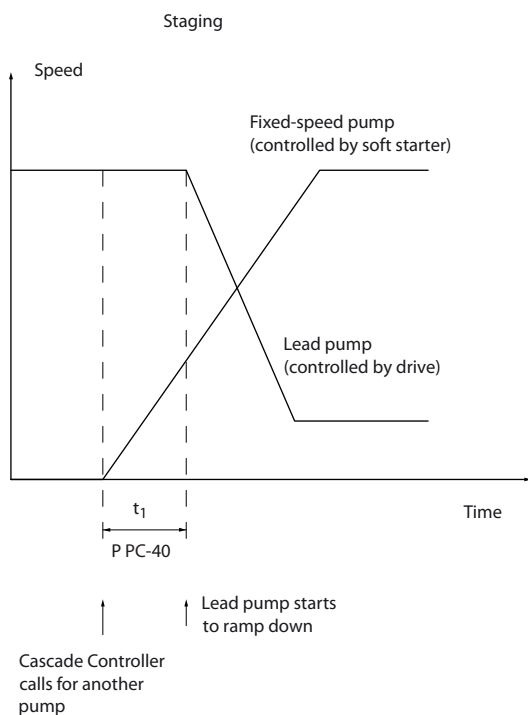 Staging
Speed
Fixed-speed pump
(controlled by soft starter)
Lead pump
(controlled by drive)
t₁
Time
P PC-40
Lead pump starts
to ramp down
Cascade Controller
calls for another
pump